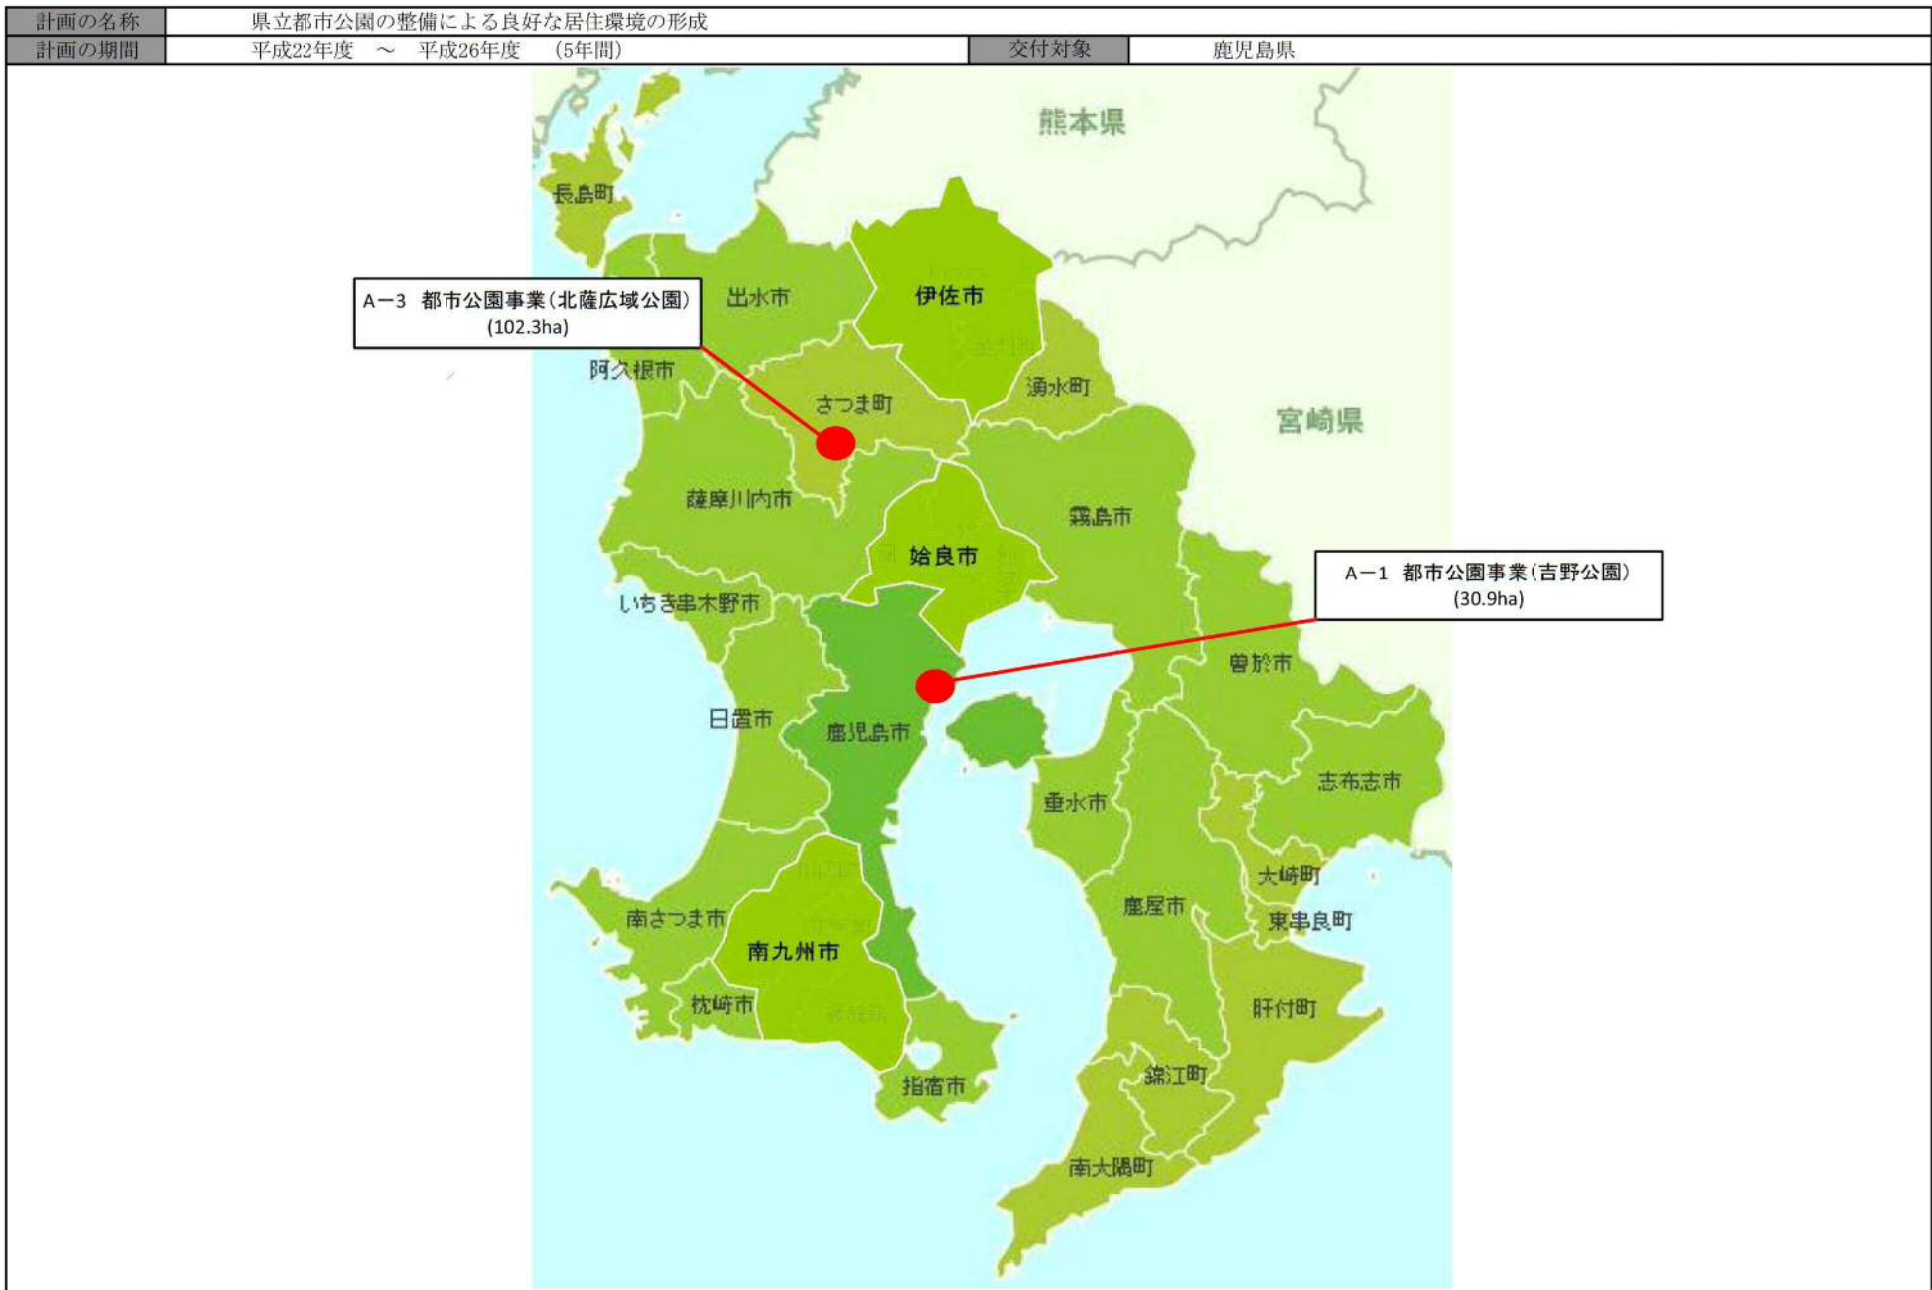 計画の名称 県立都市公園の整備による良好な居住環境の形成
計画の期間 平成22年度 ～ 平成26年度 (5年間) 交付対象 鹿児島県
熊本県
長島町
A－3 都市公園事業(北薩広域公園)
(102.3ha)
出水市
伊佐市
阿久根市
湧水町
さつま町
宮崎県
薩摩川内市
霧島市
姶良市
A－1 都市公園事業(吉野公園)
(30.9ha)
いちき串木野市
曽於市
日置市
鹿児島市
志布志市
垂水市
大崎町
鹿屋市
南さつま市
東串良町
南九州市
枕崎市
肝付町
錦江町
指宿市
南大隅町